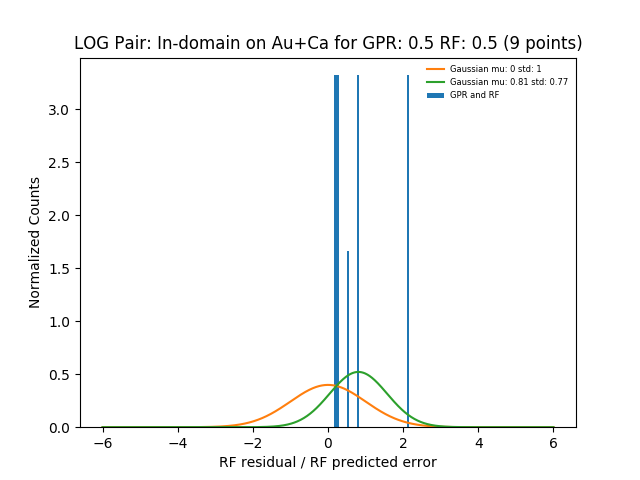 LOG Pair: In-domain on Au+Ca for GPR: 0.5 RF: 0.5 (9 points)
Gaussian mu: 0 std: 1
Gaussian mu: 0.81 std: 0.77
GPR and RF
Normalized Counts
3.0
2.5
2.0
1.5
1.0
0.5
0.0
−6 −4 −2 0 2 4 6
RF residual / RF predicted error